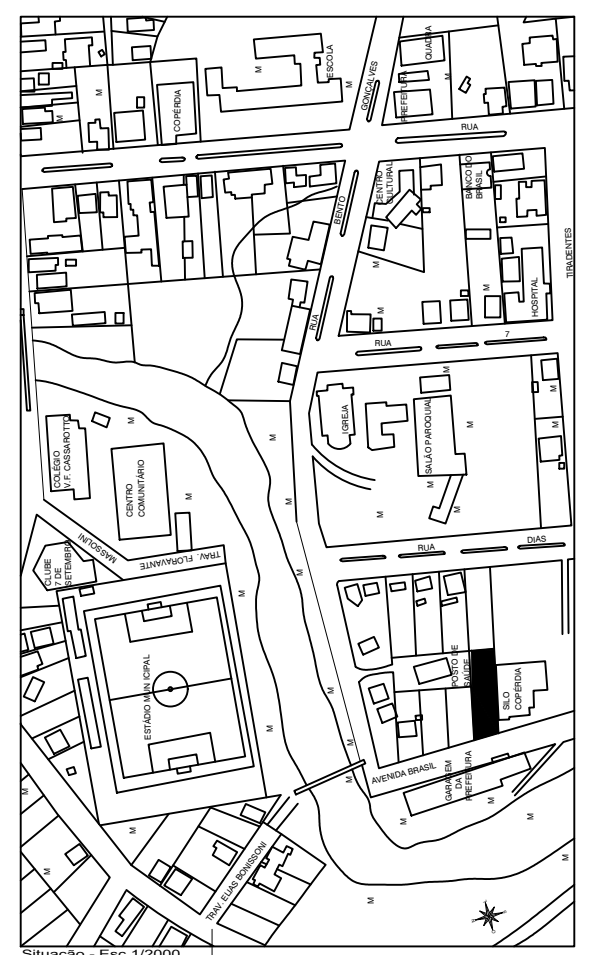 M
M
M
M
ESCOLA
COPÉRDIA
GONÇALVES
PREFEITURA
QUADRA
RUA
BENTO
CENTRO
CULTURAL
BANCO DO
BRASIL
M
M
HOSPITAL
TIRADENTES
RUA
RUA
7
M
IGREJA
SALÃO PAROQUIAL
M
M
M
M
M
M
M
COLÉGIO
V.F. CASSAROTTO
M
CENTRO
COMUNITÁRIO
M
M
M
CLUBE
7 DE
SETEMBRO
TRAV. FLORAVANTE
MASSOLINI
M
M
RUA
DIAS
ESTÁDIO MUNICIPAL
M
M
M
M
POSTO DE
SAÚDE
SILO
COPÉRDIA
AVENIDA BRASIL
GARAGEM
DA
PREFEITURA
M
M
M
M
M
M
M
M
TRAV. ELIAS BONISSONI
Situação - Esc 1/2000